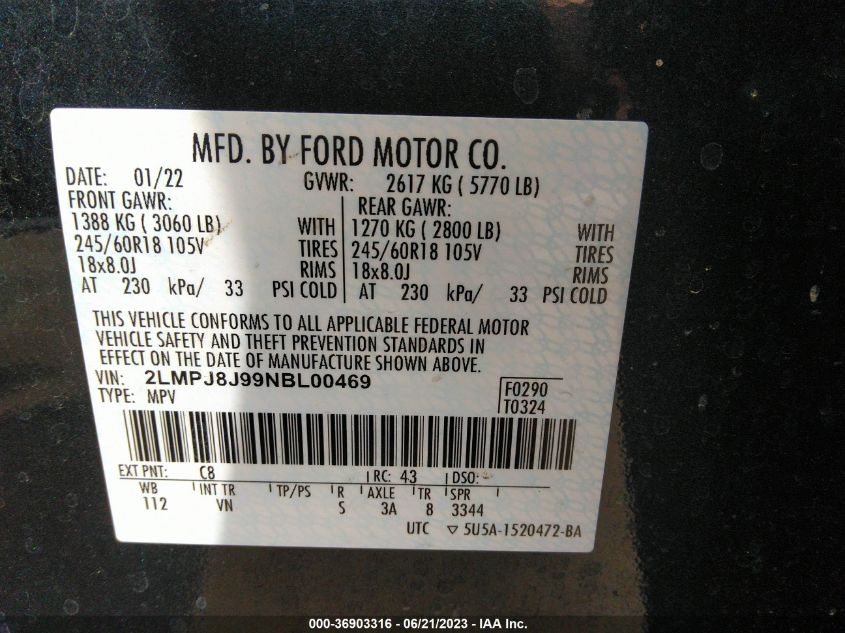 MFD. BY FORD MOTOR CO.
DATE: 01/22 GVWR: 2617 KG ( 5770 LB)
FRONT GAWR: REAR GAWR:
1388 KG ( 3060 LB) WITH 1270 KG ( 2800 LB) WITH
245/60R18 105V TIRES 245/60R18 105V TIRES
18x8.0J RIMS 18x8.0J RIMS
AT 230 kPa/ 33 PSI COLD AT 230 kPa/ 33 PSI COLD
THIS VEHICLE CONFORMS TO ALL APPLICABLE FEDERAL MOTOR
VEHICLE SAFETY AND THEFT PREVENTION STANDARDS IN
EFFECT ON THE DATE OF MANUFACTURE SHOWN ABOVE.
VIN: 2LMPJ8J99NBL00469 F0290
TYPE: MPV T0324
EXT PNT: C8 RC: 43 DSO:
WB INT TR TP/PS R AXLE TR SPR
112 VN S 3A 8 3344
UTC ▽ 5U5A-1520472-BA
000-36903316 - 06/21/2023 - IAA Inc.